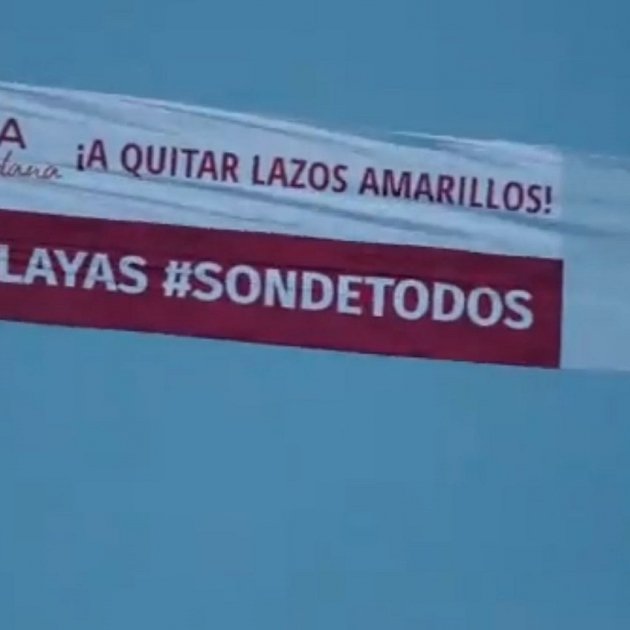 ¡A QUITAR LAZOS AMARILLOS!
LAYAS #SONDETODOS